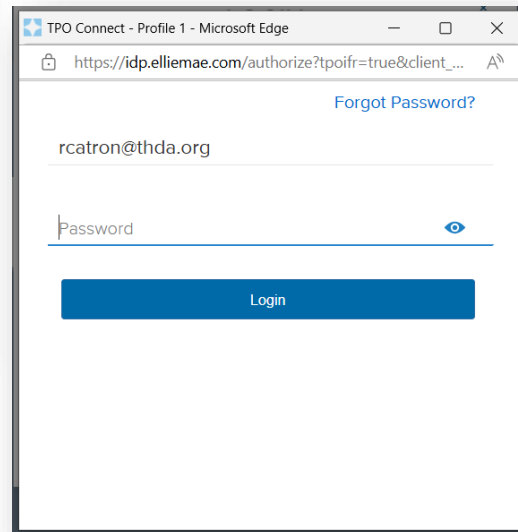 TPO Connect - Profile 1 - Microsoft Edge
https://idp.elliemae.com/authorize?tpoifr=true&client_...
Forgot Password?
rcatron@thda.org
Password
Login